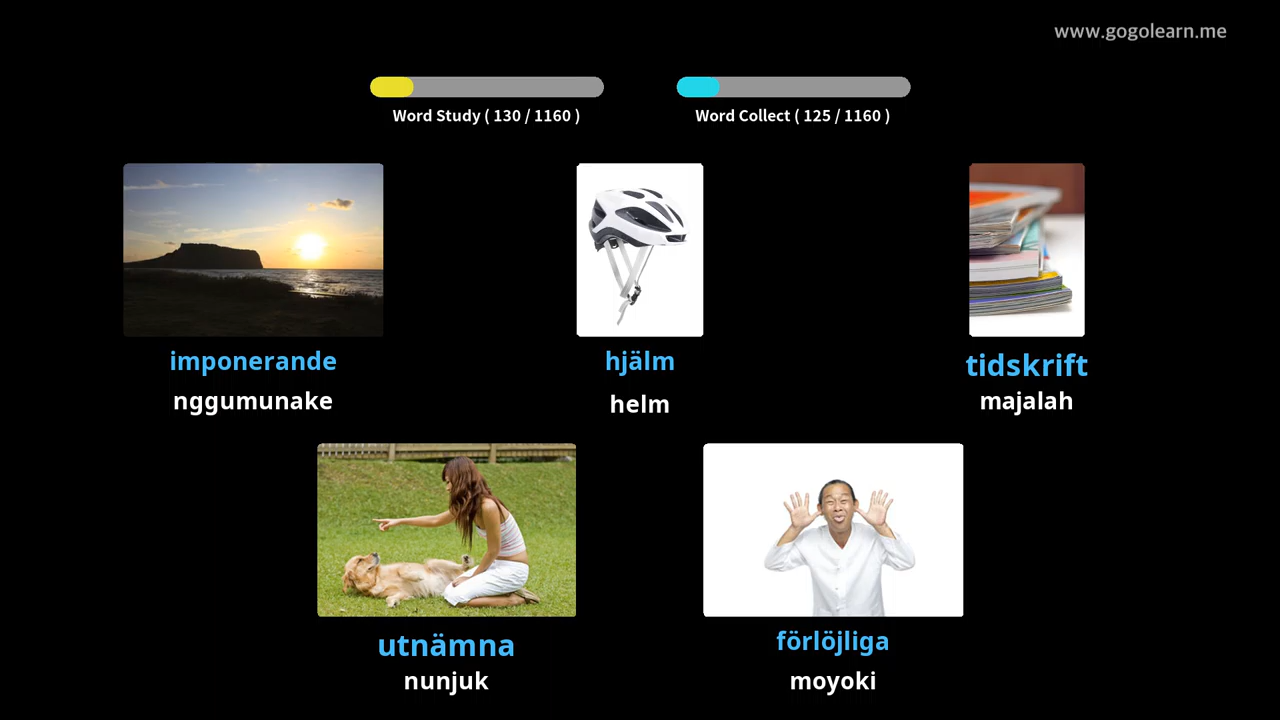 www.gogolearn.me
Word Study ( 130 / 1160 )
Word Collect ( 125 / 1160 )
imponerande
nggumunake
hjälm
helm
tidskrift
majalah
utnämna
nunjuk
förlöjliga
moyoki